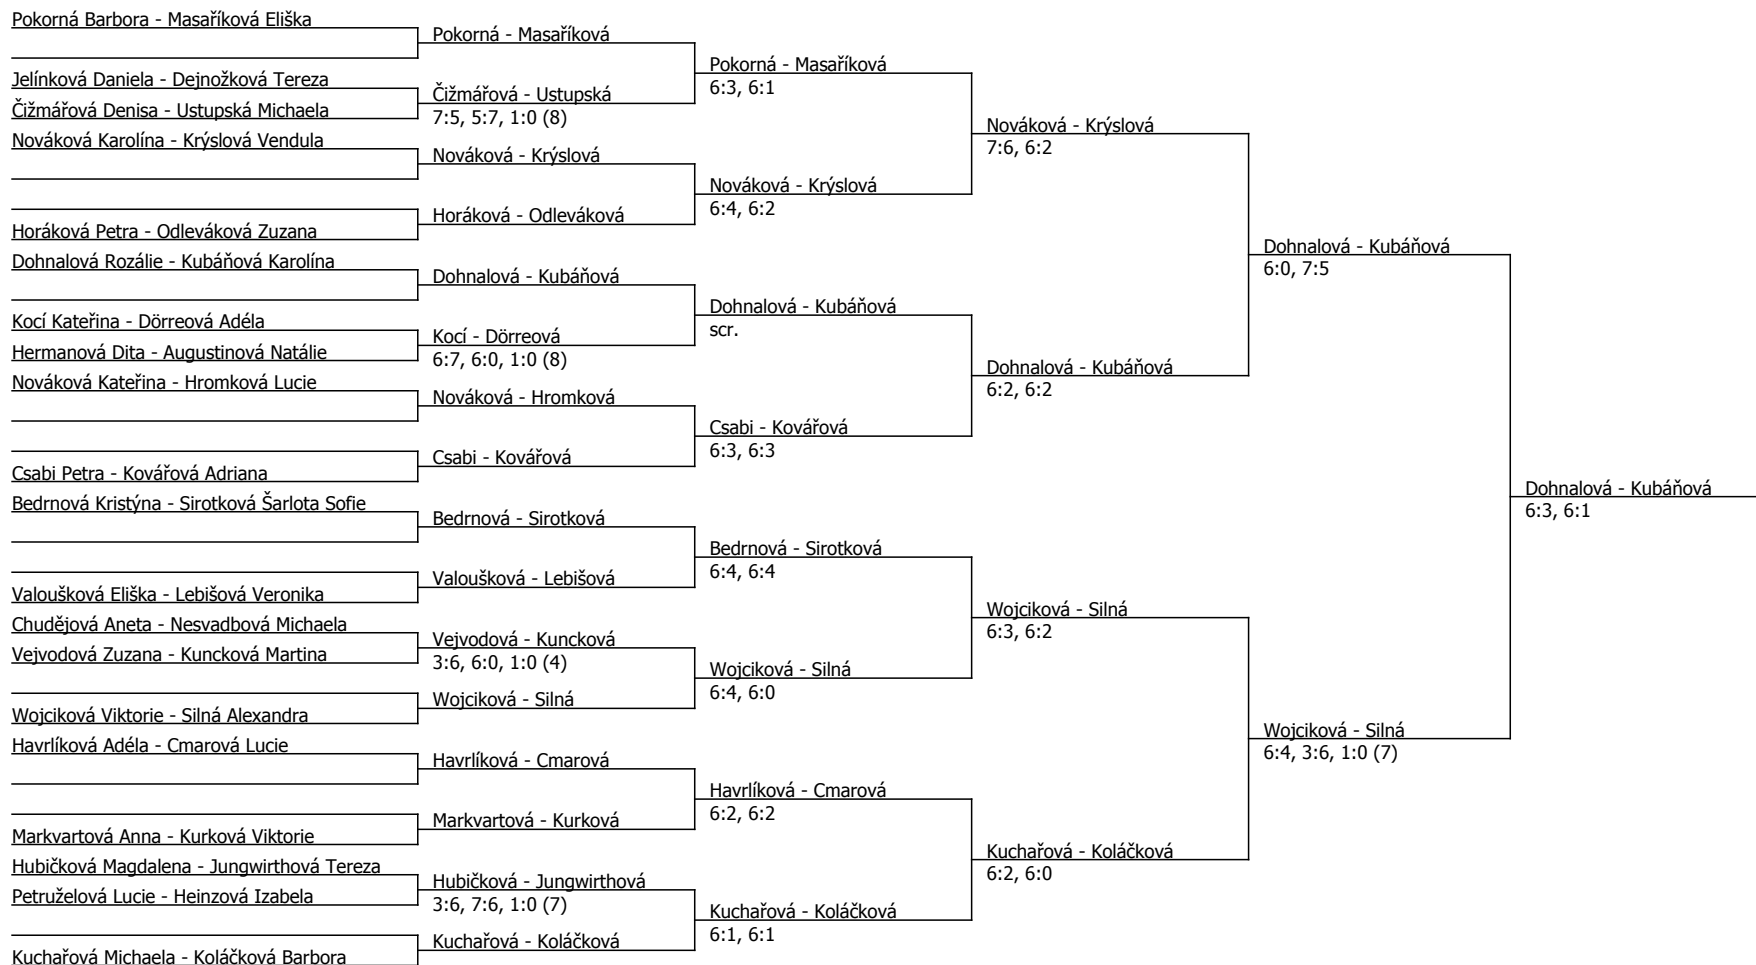 Pokorná Barbora - Masaříková Eliška
Jelínková Daniela - Dejnožková Tereza
Čižmářová Denisa - Ustupská Michaela
Nováková Karolína - Krýslová Vendula
Horáková Petra - Odleváková Zuzana
Dohnalová Rozálie - Kubáňová Karolína
Kocí Kateřina - Dörreová Adéla
Hermanová Dita - Augustinová Natálie
Nováková Kateřina - Hromková Lucie
Csabi Petra - Kovářová Adriana
Bedrnová Kristýna - Sirotková Šarlota Sofie
Valoušková Eliška - Lebišová Veronika
Chudějová Aneta - Nesvadbová Michaela
Vejvodová Zuzana - Kuncková Martina
Wojciková Viktorie - Silná Alexandra
Havrlíková Adéla - Cmarová Lucie
Markvartová Anna - Kurková Viktorie
Hubičková Magdalena - Jungwirthová Tereza
Petruželová Lucie - Heinzová Izabela
Kuchařová Michaela - Koláčková Barbora
Pokorná - Masaříková
Čižmářová - Ustupská
7:5, 5:7, 1:0 (8)
Nováková - Krýslová
Horáková - Odleváková
Dohnalová - Kubáňová
Kocí - Dörreová
6:7, 6:0, 1:0 (8)
Nováková - Hromková
Csabi - Kovářová
Bedrnová - Sirotková
Valoušková - Lebišová
Vejvodová - Kuncková
3:6, 6:0, 1:0 (4)
Wojciková - Silná
Havrlíková - Cmarová
Markvartová - Kurková
Hubičková - Jungwirthová
3:6, 7:6, 1:0 (7)
Kuchařová - Koláčková
Pokorná - Masaříková
6:3, 6:1
Nováková - Krýslová
6:4, 6:2
Dohnalová - Kubáňová
scr.
Csabi - Kovářová
6:3, 6:3
Bedrnová - Sirotková
6:4, 6:4
Wojciková - Silná
6:4, 6:0
Havrlíková - Cmarová
6:2, 6:2
Kuchařová - Koláčková
6:1, 6:1
Nováková - Krýslová
7:6, 6:2
Dohnalová - Kubáňová
6:2, 6:2
Wojciková - Silná
6:3, 6:2
Kuchařová - Koláčková
6:2, 6:0
Dohnalová - Kubáňová
6:0, 7:5
Wojciková - Silná
6:4, 3:6, 1:0 (7)
Dohnalová - Kubáňová
6:3, 6:1